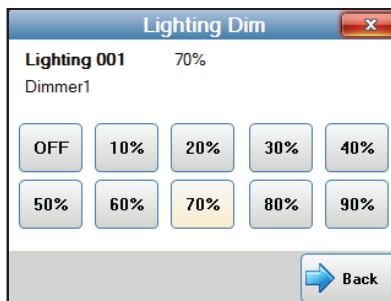 Lighting Dim
x
Lighting 001 70%
Dimmer1
OFF 10% 20% 30% 40%
50% 60% 70% 80% 90%
Back